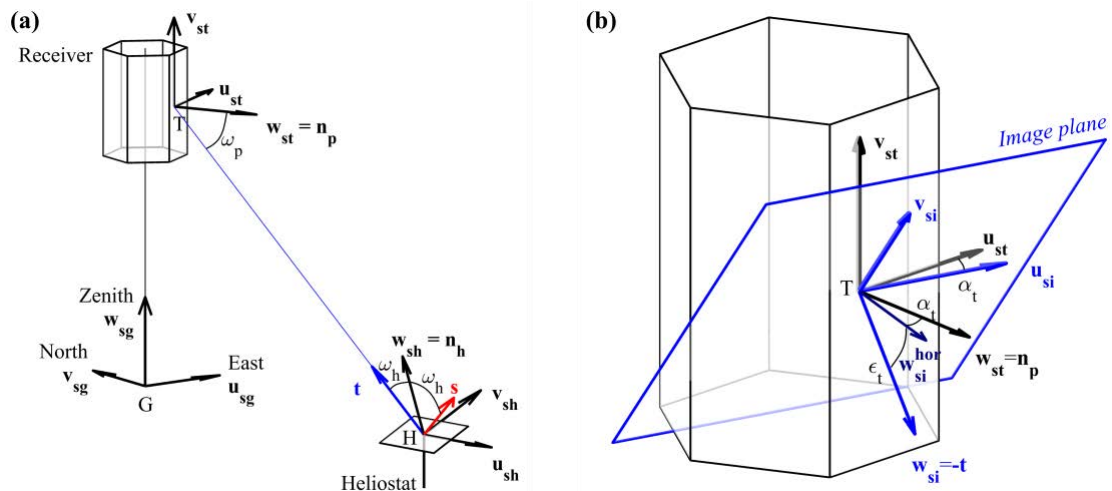 (a)
v_st
Receiver
u_st
T
w_st = n_p
ω_p
Zenith
w_sg
North
v_sg
East
u_sg
G
w_sh = n_h
ω_h
ω_h
t
s
v_sh
H
u_sh
Heliostat
(b)
Image plane
v_st
v_si
u_st
T
α_t
u_si
α_t
ϵ_t
w_si^hor
w_st=n_p
w_si=-t